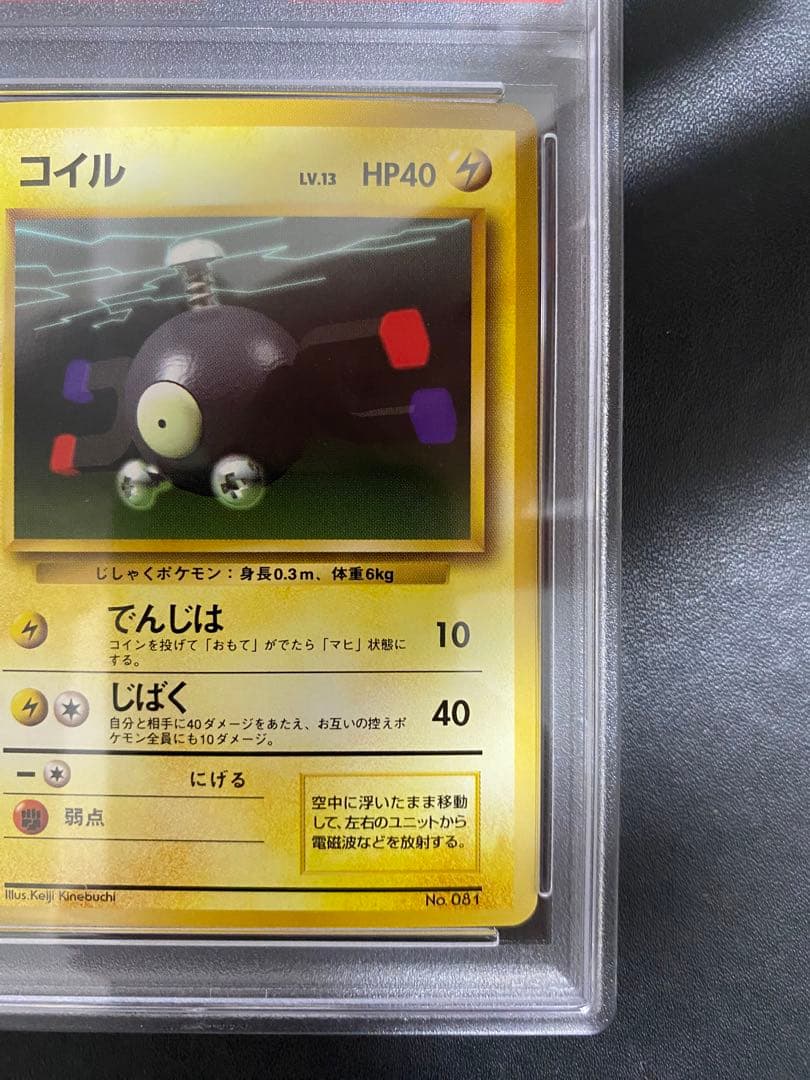 コイル LV.13 HP40
じしゃくポケモン：身長0.3m、体重6kg
でんじは 10
コインを投げて「おもて」がでたら「マヒ」状態に
する。
じばく 40
自分と相手に40ダメージをあたえ、お互いの控えポ
ケモン全員にも10ダメージ。
にげる
弱点
空中に浮いたまま移動
して、左右のユニットから
電磁波などを放射する。
Illus.Keiji Kinebuchi No. 081